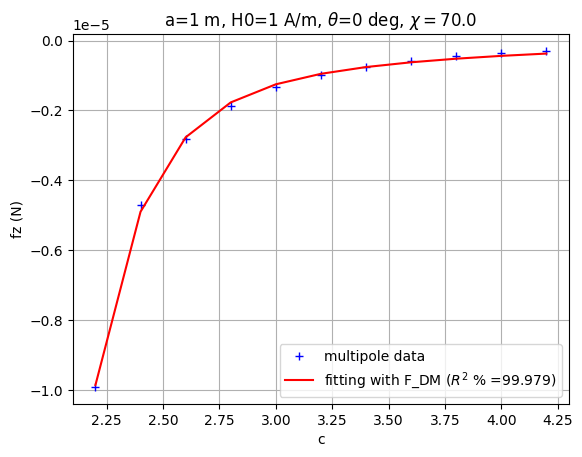 a=1 m, H0=1 A/m, θ=0 deg, χ = 70.0
1e−5
0.0
−0.2
−0.4
−0.6
−0.8
−1.0
fz (N)
multipole data
fitting with F_DM (R² % =99.979)
2.25 2.50 2.75 3.00 3.25 3.50 3.75 4.00 4.25
c